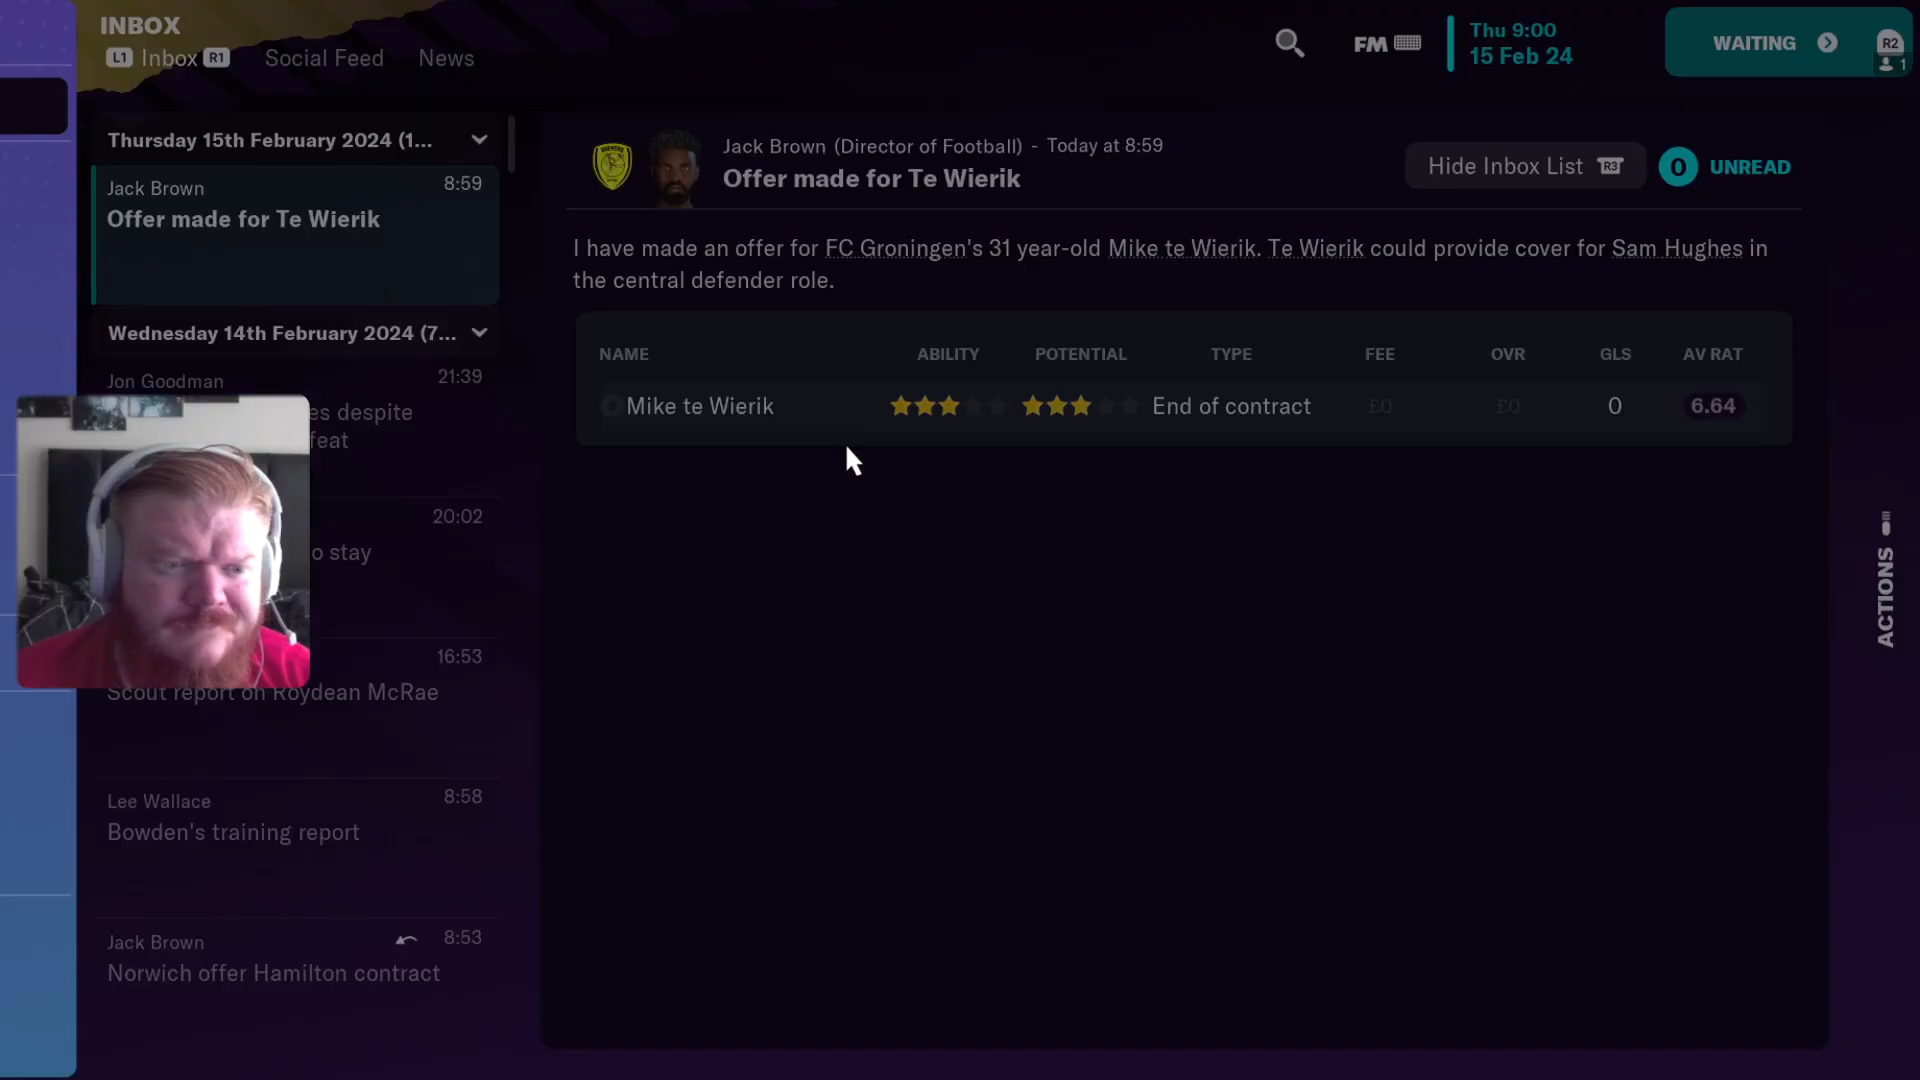 INBOX
L1 Inbox R1 Social Feed News
FM
Thu 9:00
15 Feb 24
WAITING
R2
1
Thursday 15th February 2024 (1...
Jack Brown 8:59
Offer made for Te Wierik
Wednesday 14th February 2024 (7...
Jon Goodman 21:39
es despite
feat
20:02
o stay
16:53
Scout report on Roydean McRae
Lee Wallace 8:58
Bowden's training report
Jack Brown 8:53
Norwich offer Hamilton contract
Jack Brown (Director of Football) - Today at 8:59
Offer made for Te Wierik
Hide Inbox List R3
0 UNREAD
I have made an offer for FC Groningen's 31 year-old Mike te Wierik. Te Wierik could provide cover for Sam Hughes in
the central defender role.
NAME ABILITY POTENTIAL TYPE FEE OVR GLS AV RAT
Mike te Wierik End of contract £0 £0 0 6.64
ACTIONS